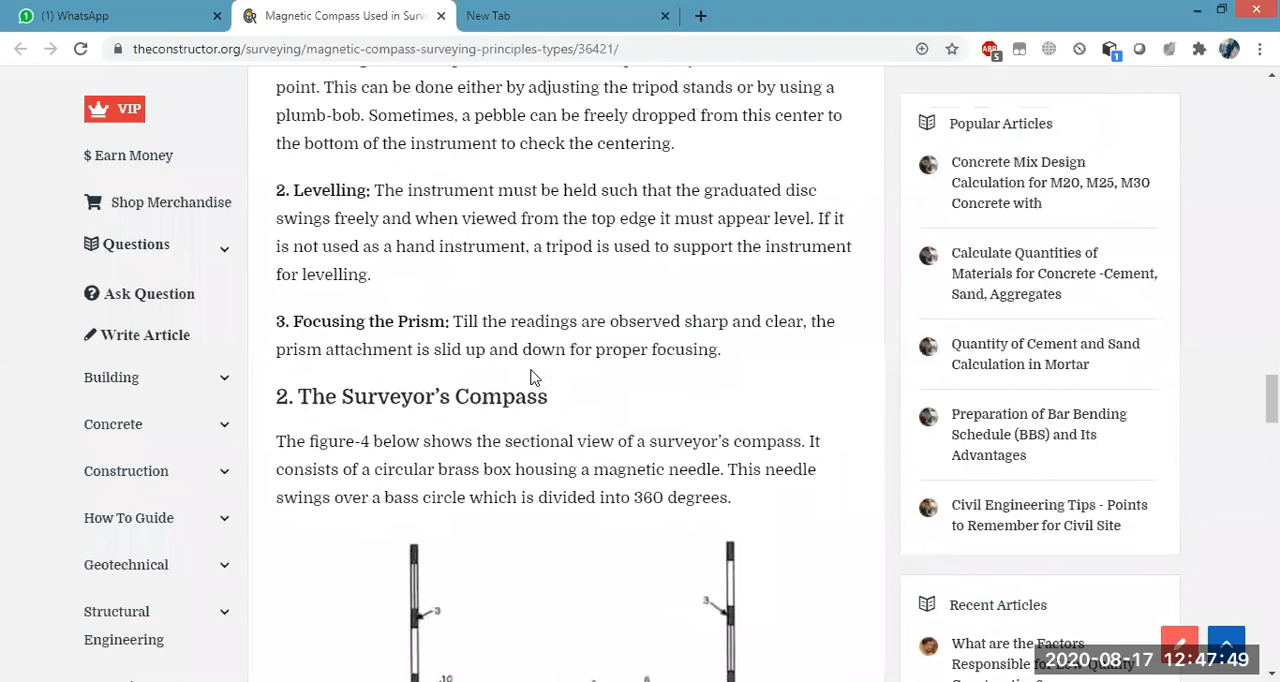 (1) WhatsApp
Magnetic Compass Used in Surv
New Tab
theconstructor.org/surveying/magnetic-compass-surveying-principles-types/36421/
ABP
5
1
VIP
$ Earn Money
Shop Merchandise
Questions
Ask Question
Write Article
Building
Concrete
Construction
How To Guide
Geotechnical
Structural
Engineering
point. This can be done either by adjusting the tripod stands or by using a
plumb-bob. Sometimes, a pebble can be freely dropped from this center to
the bottom of the instrument to check the centering.
2. Levelling: The instrument must be held such that the graduated disc
swings freely and when viewed from the top edge it must appear level. If it
is not used as a hand instrument, a tripod is used to support the instrument
for levelling.
3. Focusing the Prism: Till the readings are observed sharp and clear, the
prism attachment is slid up and down for proper focusing.
2. The Surveyor’s Compass
The figure-4 below shows the sectional view of a surveyor’s compass. It
consists of a circular brass box housing a magnetic needle. This needle
swings over a bass circle which is divided into 360 degrees.
3
3
10
Popular Articles
Concrete Mix Design
Calculation for M20, M25, M30
Concrete with
Calculate Quantities of
Materials for Concrete -Cement,
Sand, Aggregates
Quantity of Cement and Sand
Calculation in Mortar
Preparation of Bar Bending
Schedule (BBS) and Its
Advantages
Civil Engineering Tips - Points
to Remember for Civil Site
Recent Articles
What are the Factors
Responsible for Low Quality
2020-08-17 12:47:49